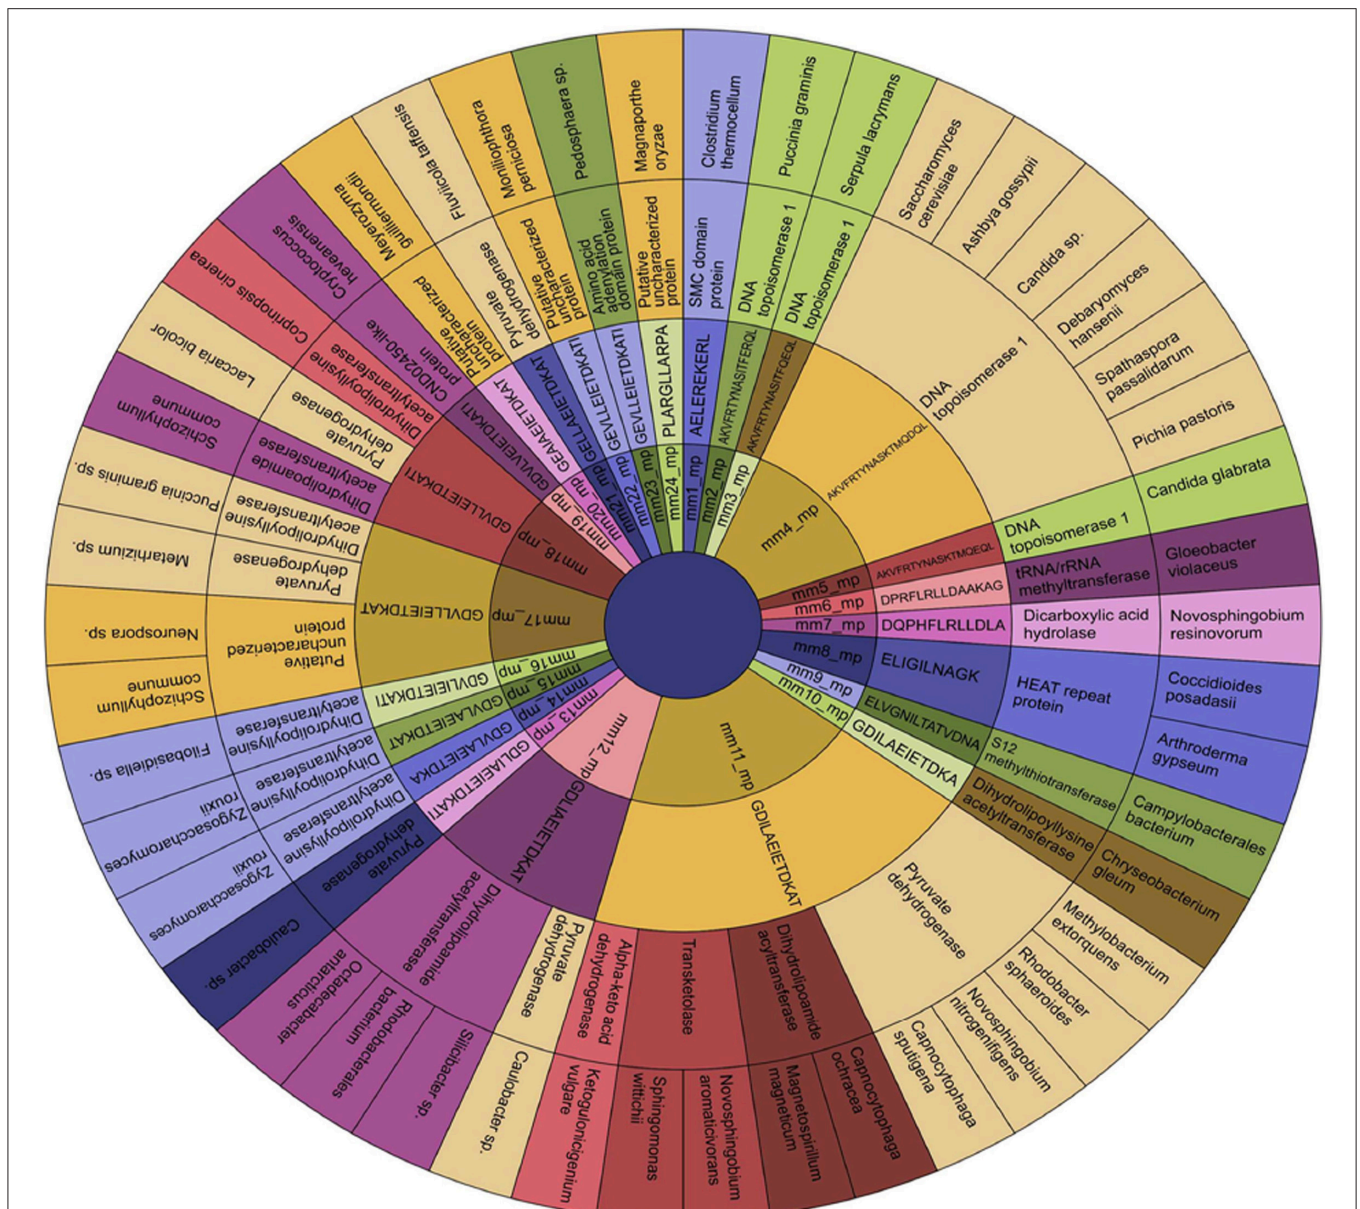 mm1_mp
mm2_mp
mm3_mp
mm4_mp
mm5_mp
mm6_mp
mm7_mp
mm8_mp
mm9_mp
mm10_mp
mm11_mp
mm12_mp
mm13_mp
mm14_mp
mm15_mp
mm16_mp
mm17_mp
mm18_mp
mm19_mp
mm20_mp
mm21_mp
mm22_mp
mm23_mp
mm24_mp
AELEREKERL
AKVFRTYNASITFERQL
AKVFRTYNASITFQEQL
AKVFRTYNASKTMQDQL
AKVFRTYNASKTMQEQL
DPRFLRLLDAAKAG
DQPHFLRLLDLA
ELIGILNAGK
ELVGNILTATVDNA
GDILAEIETDKA
GDILAEIETDKAT
GDLIAEIETDKAT
GDLIAEIETDKATI
GDVLAEIETDKA
GDVLAEIETDKAT
GDVLIEIETDKATI
GDVLLEIETDKAT
GDVLLEIETDKATI
GDVLVEIETDKAT
GEAIAEIETDKAT
GELLAEIETDKAT
GEVLLEIETDKATI
GEVLLEIETDKATI
PLARGLLARPA
SMC domain
protein
DNA
topoisomerase 1
DNA
topoisomerase 1
DNA
topoisomerase 1
DNA
topoisomerase 1
tRNA/rRNA
methyltransferase
Dicarboxylic acid
hydrolase
HEAT repeat
protein
S12
methylthiotransferase
Dihydrolipoyllysine
acetyltransferase
Pyruvate
dehydrogenase
Dihydrolipoamide
acyltransferase
Transketolase
Alpha-keto acid
dehydrogenase
Pyruvate
dehydrogenase
Dihydrolipoamide
acetyltransferase
Pyruvate
dehydrogenase
Dihydrolipoyllysine
acetyltransferase
Dihydrolipoyllysine
acetyltransferase
Dihydrolipoyllysine
acetyltransferase
Putative
uncharacterized
protein
Pyruvate
dehydrogenase
Dihydrolipoyllysine
acetyltransferase
Dihydrolipoamide
acetyltransferase
Pyruvate
dehydrogenase
Dihydrolipoyllysine
acetyltransferase
CND02450-like
protein
Putative
uncharacterized
protein
Pyruvate
dehydrogenase
Putative
uncharacterized
protein
Amino acid
adenylation
domain protein
Putative
uncharacterized
protein
Clostridium
thermocellum
Puccinia graminis
Serpula lacrymans
Saccharomyces
cerevisiae
Ashbya gossypii
Candida sp.
Debaryomyces
hansenii
Spathaspora
passalidarum
Pichia pastoris
Candida glabrata
Gloeobacter
violaceus
Novosphingobium
resinovorum
Coccidioides
posadasii
Arthroderma
gypseum
Campylobacterales
bacterium
Chryseobacterium
gleum
Methylobacterium
extorquens
Rhodobacter
sphaeroides
Novosphingobium
nitrogenifigens
Capnocytophaga
sputigena
Capnocytophaga
ochracea
Magnetospirillum
magneticum
Novosphingobium
aromaticivorans
Sphingomonas
wittichii
Ketogulonicigenium
vulgare
Caulobacter sp.
Silicibacter sp.
Rhodobacterales
bacterium
Octadecabacter
antarcticus
Caulobacter sp.
Zygosaccharomyces
rouxii
Zygosaccharomyces
rouxii
Filobasidiella sp.
Schizophyllum
commune
Neurospora sp.
Metarhizium sp.
Puccinia graminis sp.
Schizophyllum
commune
Laccaria bicolor
Coprinopsis cinerea
Cryptococcus
heveanensis
Meyerozyma
guilliermondii
Fluviicola taffensis
Moniliophthora
perniciosa
Pedosphaera sp.
Magnaporthe
oryzae